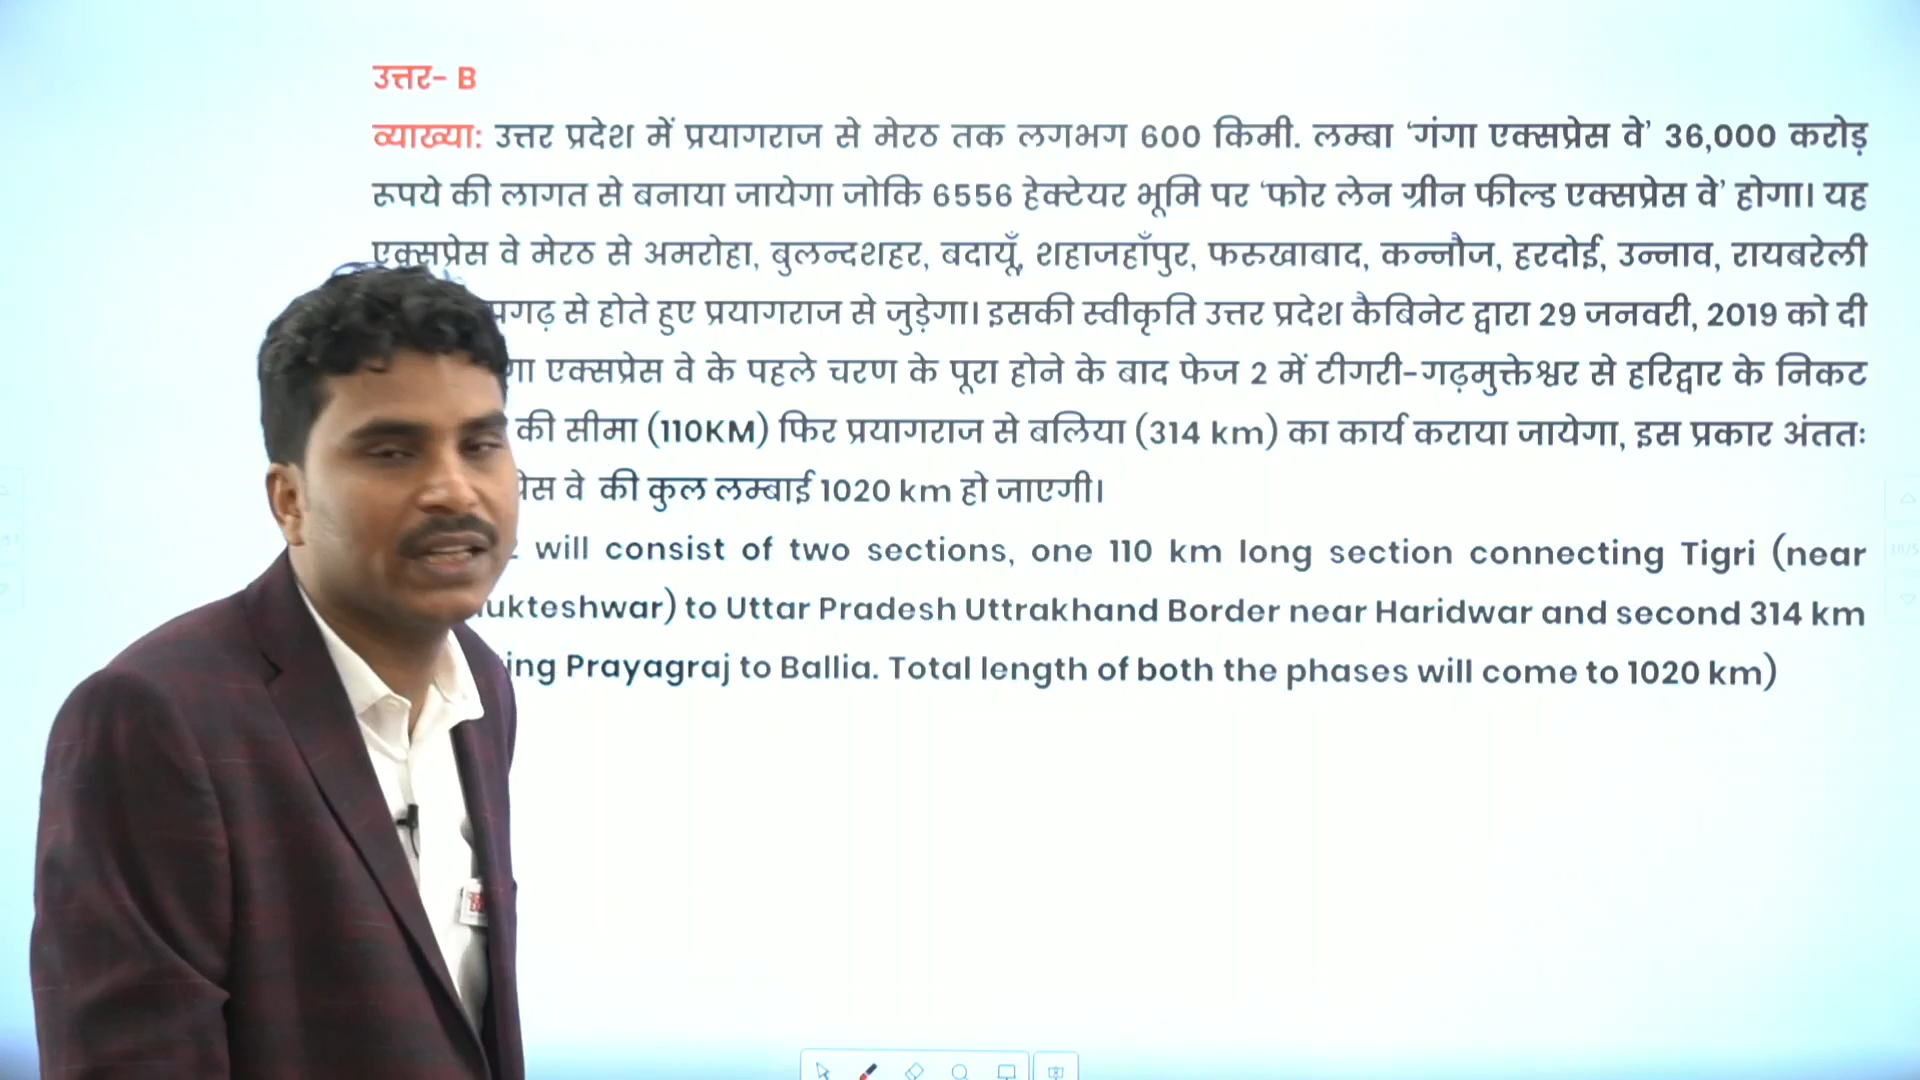 उत्तर- B
व्याख्या: उत्तर प्रदेश में प्रयागराज से मेरठ तक लगभग 600 किमी. लम्बा ‘गंगा एक्सप्रेस वे’ 36,000 करोड़
रूपये की लागत से बनाया जायेगा जोकि 6556 हेक्टेयर भूमि पर ‘फोर लेन ग्रीन फील्ड एक्सप्रेस वे’ होगा। यह
एक्सप्रेस वे मेरठ से अमरोहा, बुलन्दशहर, बदायूँ, शहाजहाँपुर, फरुखाबाद, कन्नौज, हरदोई, उन्नाव, रायबरेली
से होते हुए प्रयागराज से जुड़ेगा। इसकी स्वीकृति उत्तर प्रदेश कैबिनेट द्वारा 29 जनवरी, 2019 को दी
एक्सप्रेस वे के पहले चरण के पूरा होने के बाद फेज 2 में टीगरी-गढ़मुक्तेश्वर से हरिद्वार के निकट
की सीमा (110KM) फिर प्रयागराज से बलिया (314 km) का कार्य कराया जायेगा, इस प्रकार अंततः
वे की कुल लम्बाई 1020 km हो जाएगी।
will consist of two sections, one 110 km long section connecting Tigri (near
ukteshwar) to Uttar Pradesh Uttrakhand Border near Haridwar and second 314 km
ing Prayagraj to Ballia. Total length of both the phases will come to 1020 km)